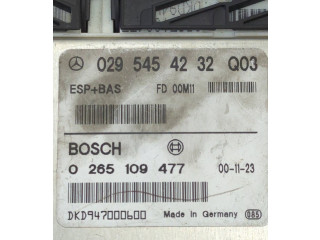 029 545 42 32 Q03
ESP+BAS FD 00M11
BOSCH
0 265 109 477 00-11-23
DKD947000600 Made in Germany